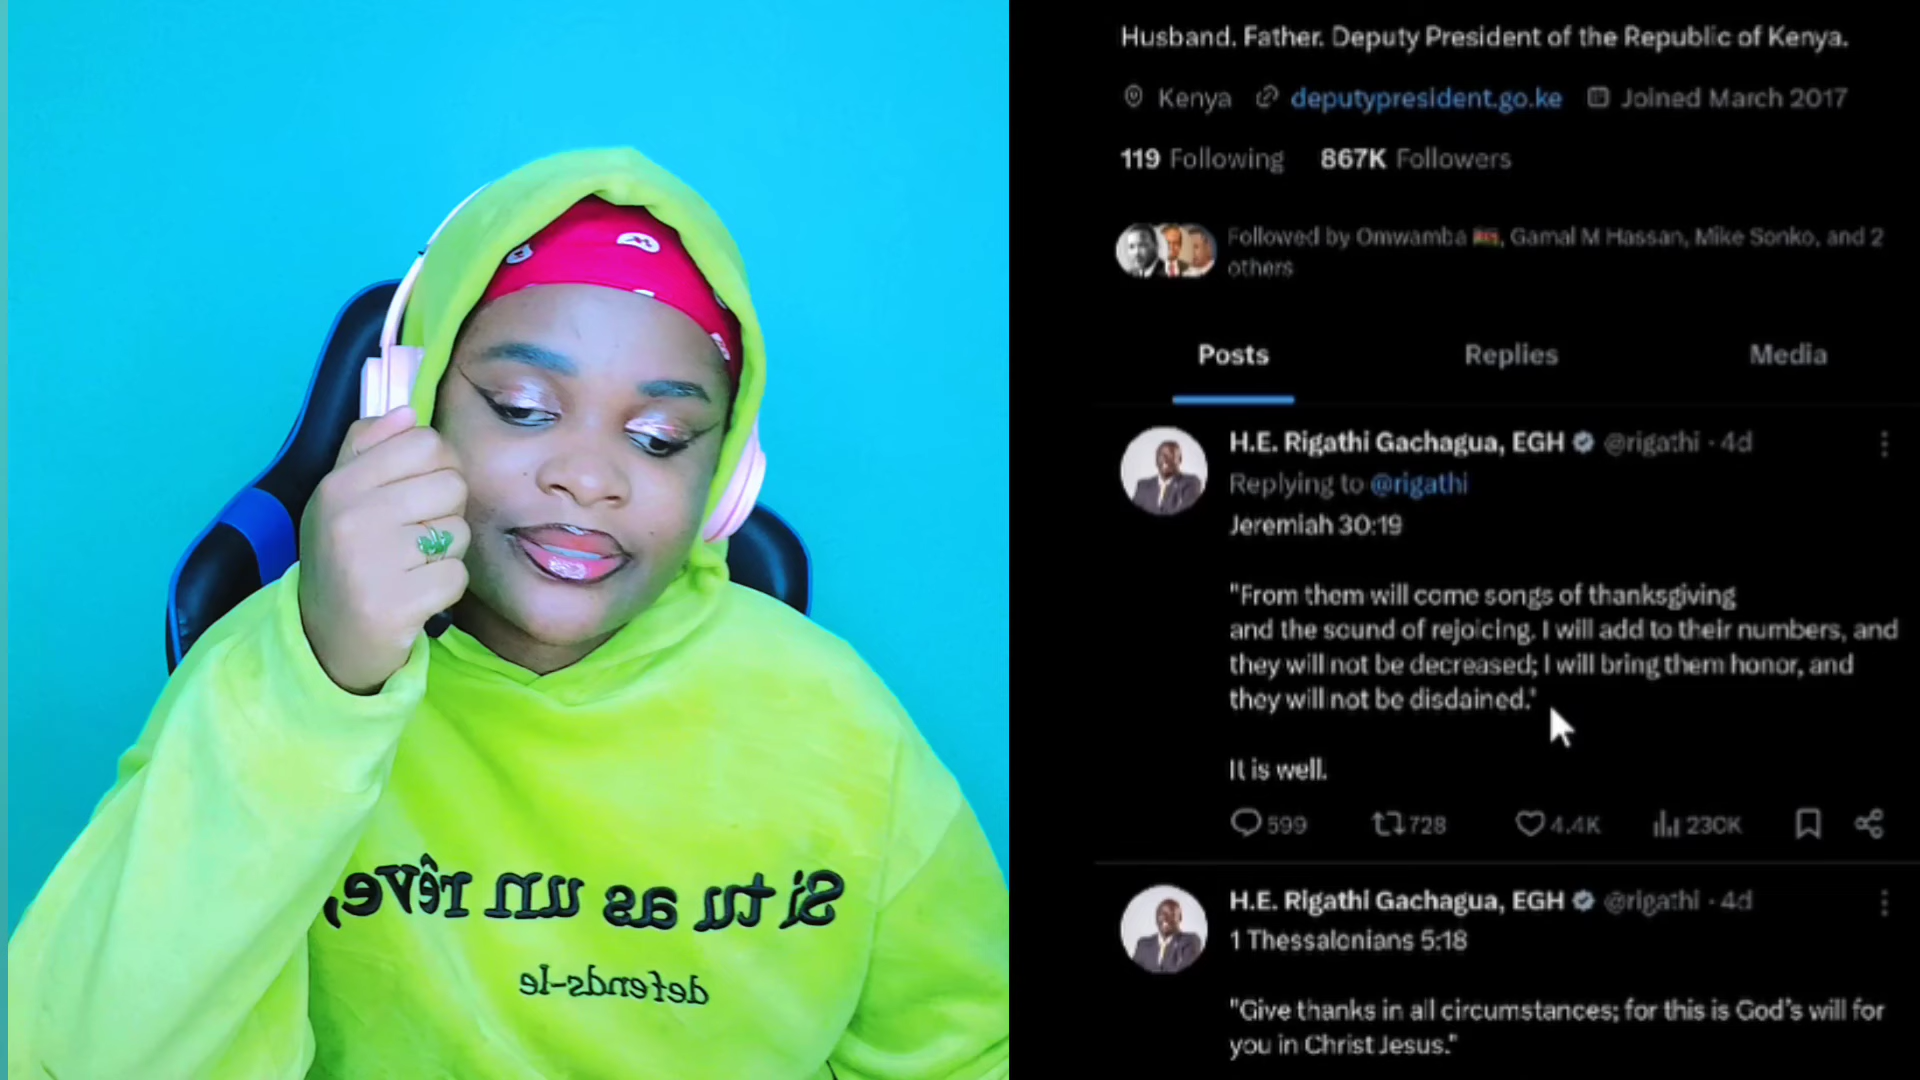 Si tu as un rêve,
defends-le
Husband. Father. Deputy President of the Republic of Kenya.
Kenya deputypresident.go.ke Joined March 2017
119 Following 867K Followers
Followed by Omwamba 🇰🇪, Gamal M Hassan, Mike Sonko, and 2
others
Posts Replies Media
H.E. Rigathi Gachagua, EGH @rigathi · 4d
Replying to @rigathi
Jeremiah 30:19
"From them will come songs of thanksgiving
and the sound of rejoicing. I will add to their numbers, and
they will not be decreased; I will bring them honor, and
they will not be disdained."
It is well.
599 728 4.4K 230K
H.E. Rigathi Gachagua, EGH @rigathi · 4d
1 Thessalonians 5:18
"Give thanks in all circumstances; for this is God's will for
you in Christ Jesus."